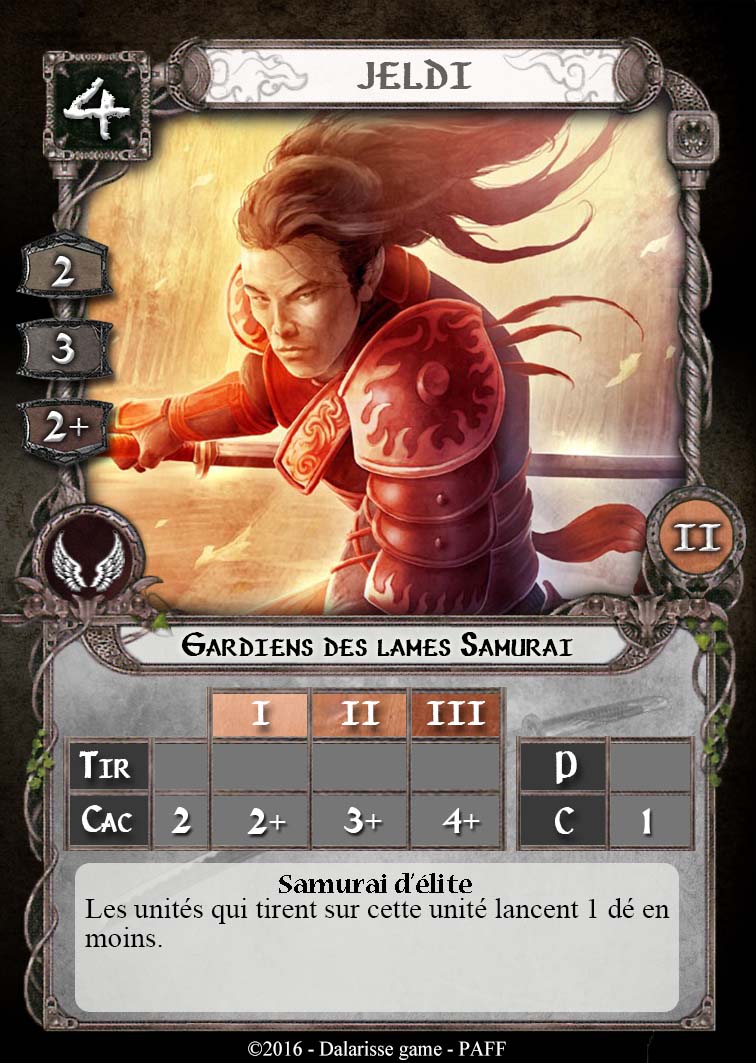 JELDI
4
2
3
2+
II
Gardiens des lames Samurai
I II III
Tir P
Cac 2 2+ 3+ 4+ C 1
Samurai d'élite
Les unités qui tirent sur cette unité lancent 1 dé en
moins.
©2016 - Dalarisse game - PAFF